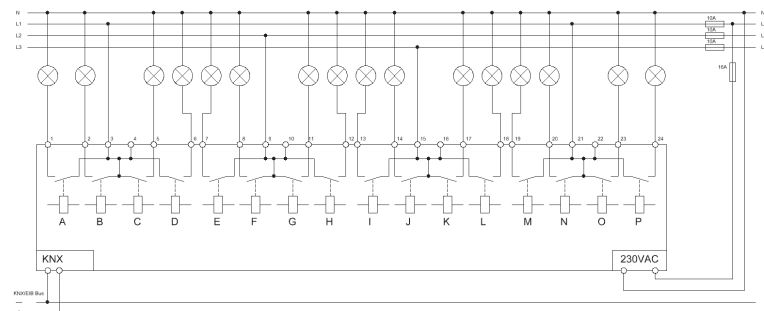 N
N
L1
10A
L
L2
10A
L
L3
10A
L
16A
1 2 3 4 5 6 7 8 9 10 11 12 13 14 15 16 17 18 19 20 21 22 23 24
A B C D E F G H I J K L M N O P
KNX
230VAC
KNX/EIB Bus